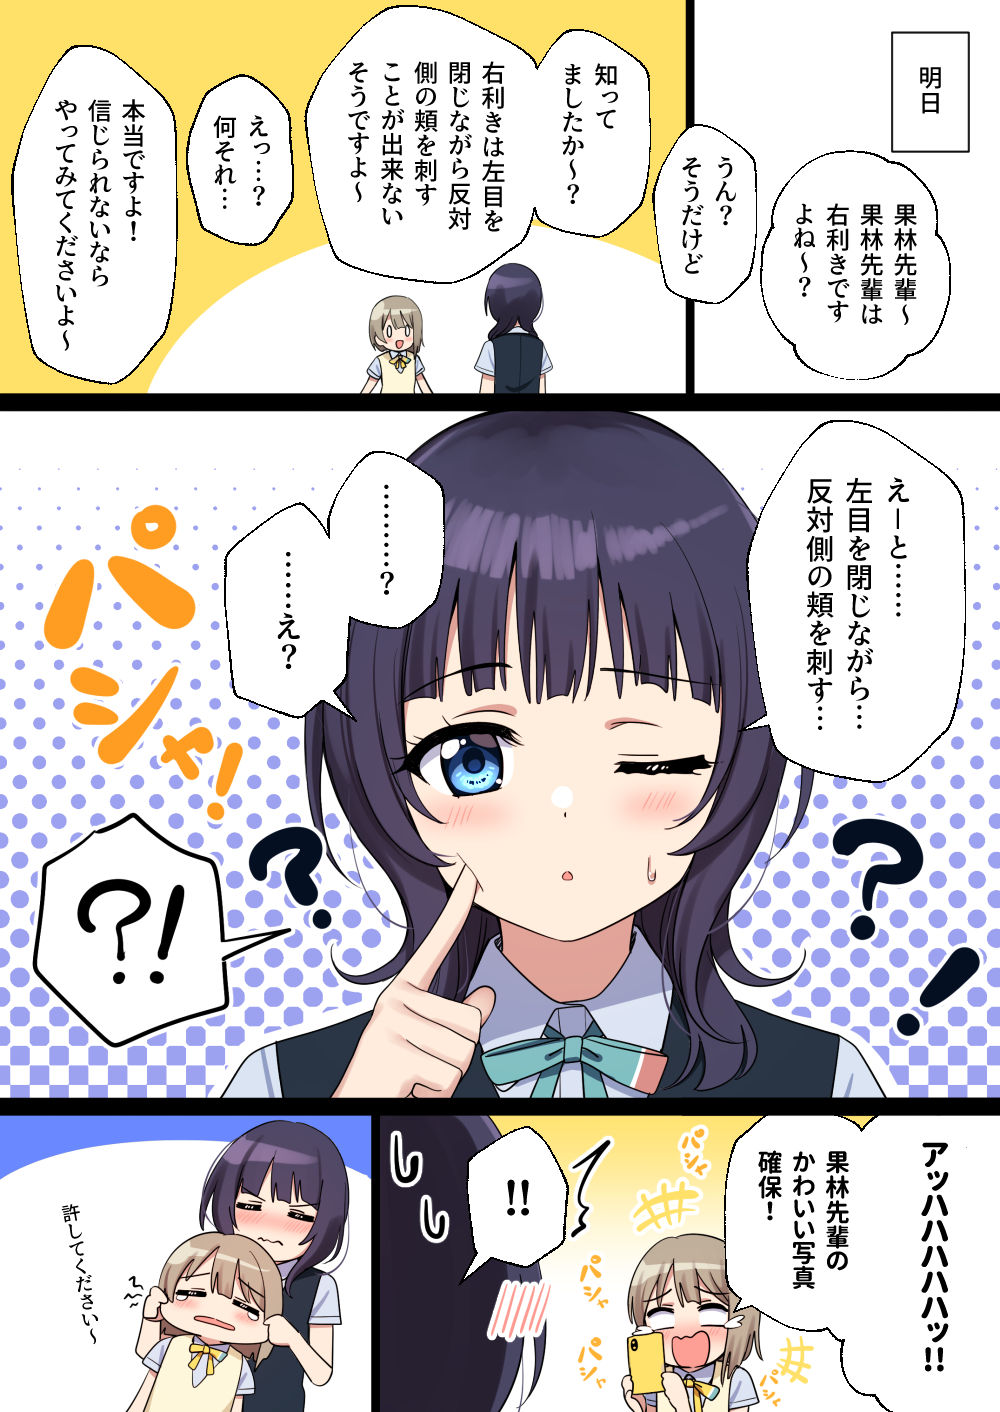 明日
果林先輩～
果林先輩は
右利きです
よね～？
うん？
そうだけど
知って
ましたか～？
右利きは左目を
閉じながら反対
側の頬を刺す
ことが出来ない
そうですよ～
えっ…？
何それ…
本当ですよ！
信じられないなら
やってみてくださいよ～
えーと……
左目を閉じながら…
反対側の頬を刺す…
…………？
……え？
パシャ！
？！
？
？
！
アッハハハハハッ！！
果林先輩の
かわいい写真
確保！
パシャ
パシャ
パシャ
パシャ
！！
許してください～